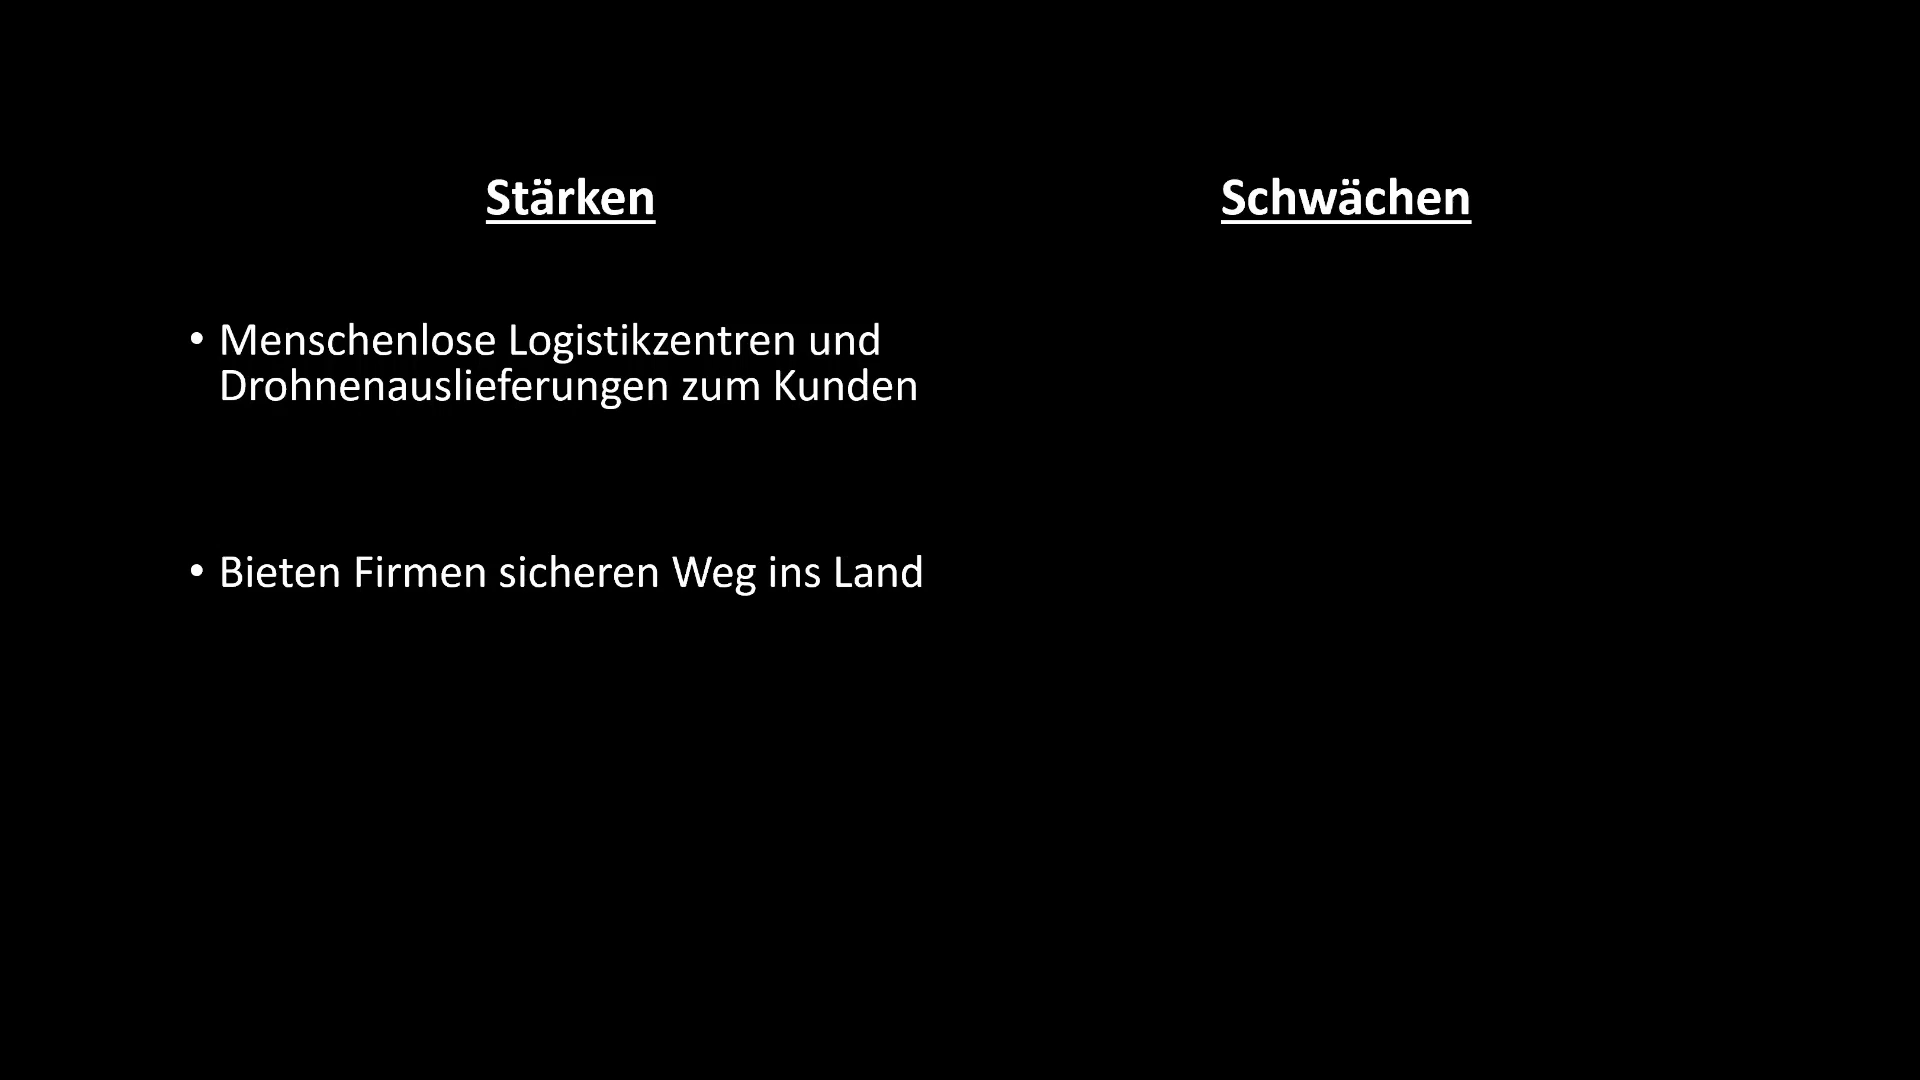 Stärken
Schwächen
• Menschenlose Logistikzentren und
Drohnenauslieferungen zum Kunden
• Bieten Firmen sicheren Weg ins Land